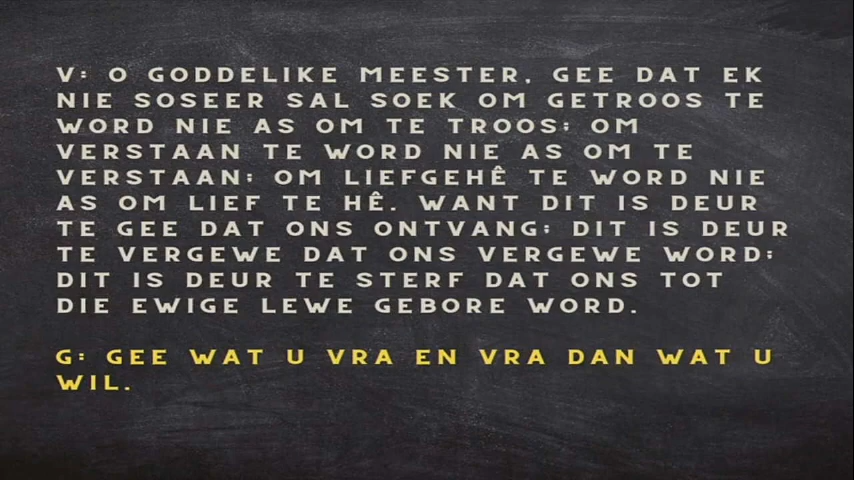 V: O GODDELIKE MEESTER, GEE DAT EK
NIE SOSEER SAL SOEK OM GETROOS TE
WORD NIE AS OM TE TROOS; OM
VERSTAAN TE WORD NIE AS OM TE
VERSTAAN; OM LIEFGEHÊ TE WORD NIE
AS OM LIEF TE HÊ. WANT DIT IS DEUR
TE GEE DAT ONS ONTVANG; DIT IS DEUR
TE VERGEWE DAT ONS VERGEWE WORD;
DIT IS DEUR TE STERF DAT ONS TOT
DIE EWIGE LEWE GEBORE WORD.
G: GEE WAT U VRA EN VRA DAN WAT U
WIL.